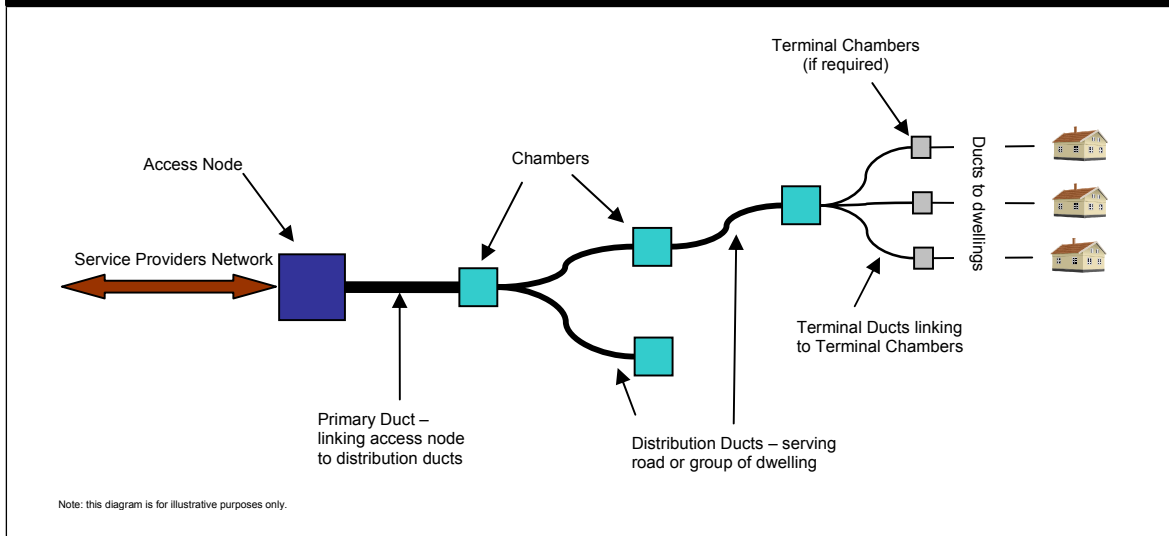 Terminal Chambers
(if required)
Access Node
Chambers
Ducts to dwellings
Service Providers Network
Terminal Ducts linking
to Terminal Chambers
Primary Duct –
linking access node
to distribution ducts
Distribution Ducts – serving
road or group of dwelling
Note: this diagram is for illustrative purposes only.